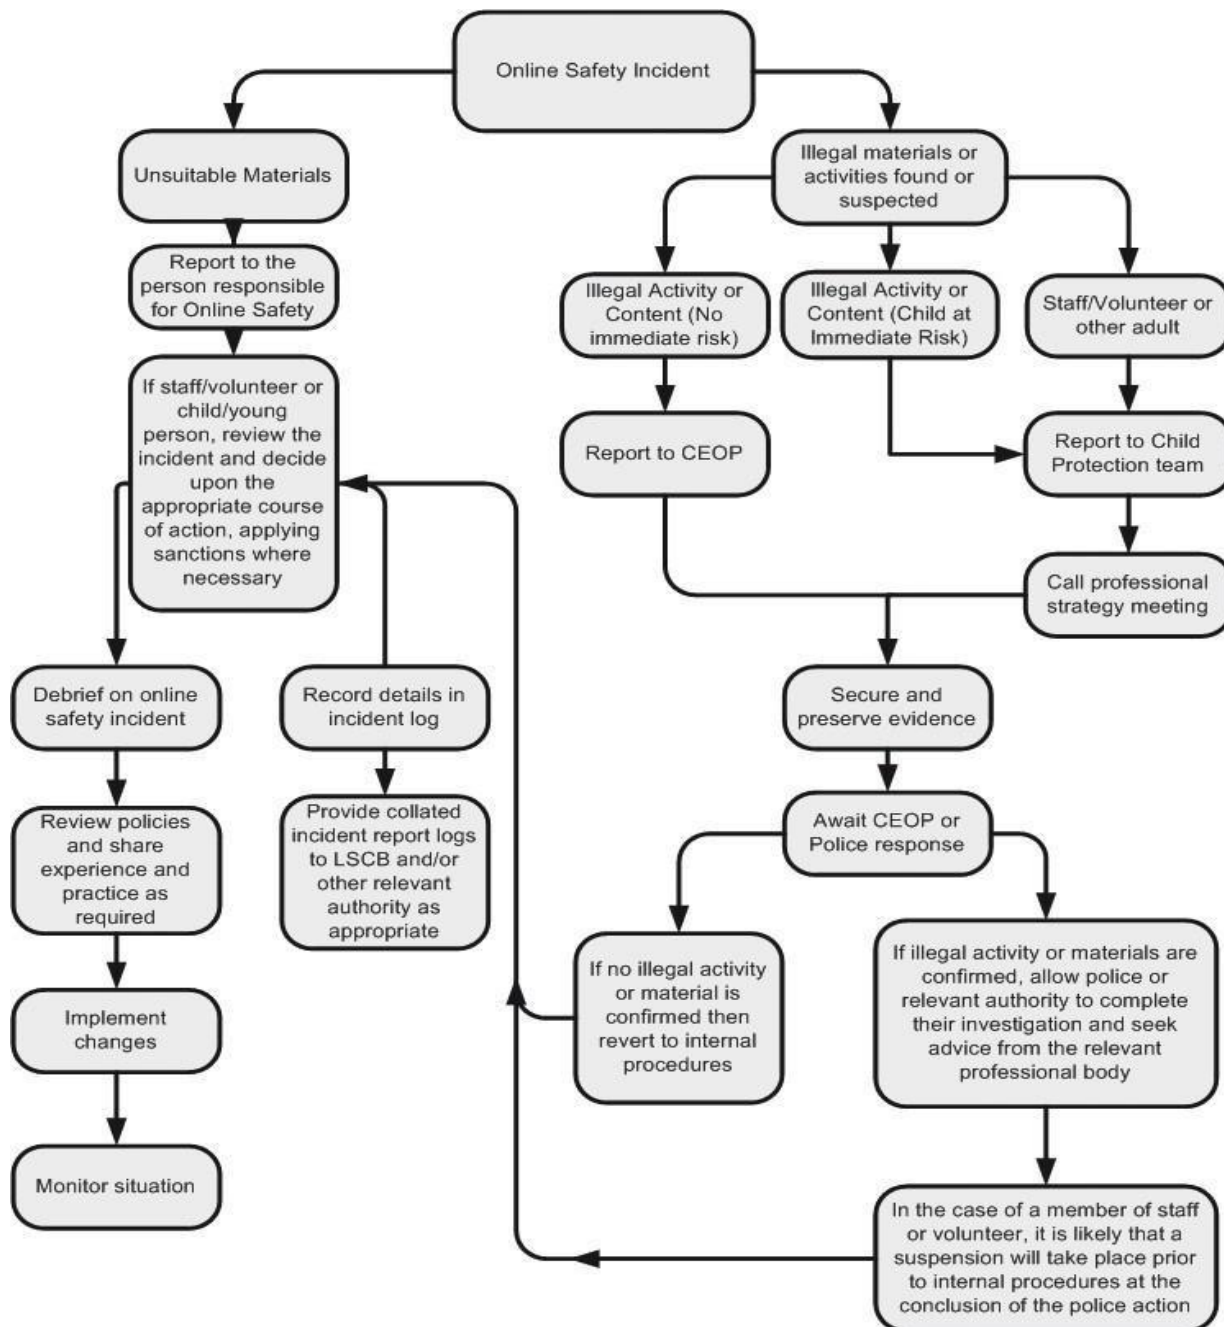 Online Safety Incident
Unsuitable Materials
Report to the
person responsible
for Online Safety
If staff/volunteer or
child/young
person, review the
incident and decide
upon the
appropriate course
of action, applying
sanctions where
necessary
Debrief on online
safety incident
Review policies
and share
experience and
practice as
required
Implement
changes
Monitor situation
Record details in
incident log
Provide collated
incident report logs
to LSCB and/or
other relevant
authority as
appropriate
Illegal materials or
activities found or
suspected
Illegal Activity or
Content (No
immediate risk)
Illegal Activity or
Content (Child at
Immediate Risk)
Staff/Volunteer or
other adult
Report to CEOP
Report to Child
Protection team
Call professional
strategy meeting
Secure and
preserve evidence
Await CEOP or
Police response
If no illegal activity
or material is
confirmed then
revert to internal
procedures
If illegal activity or materials are
confirmed, allow police or
relevant authority to complete
their investigation and seek
advice from the relevant
professional body
In the case of a member of staff
or volunteer, it is likely that a
suspension will take place prior
to internal procedures at the
conclusion of the police action